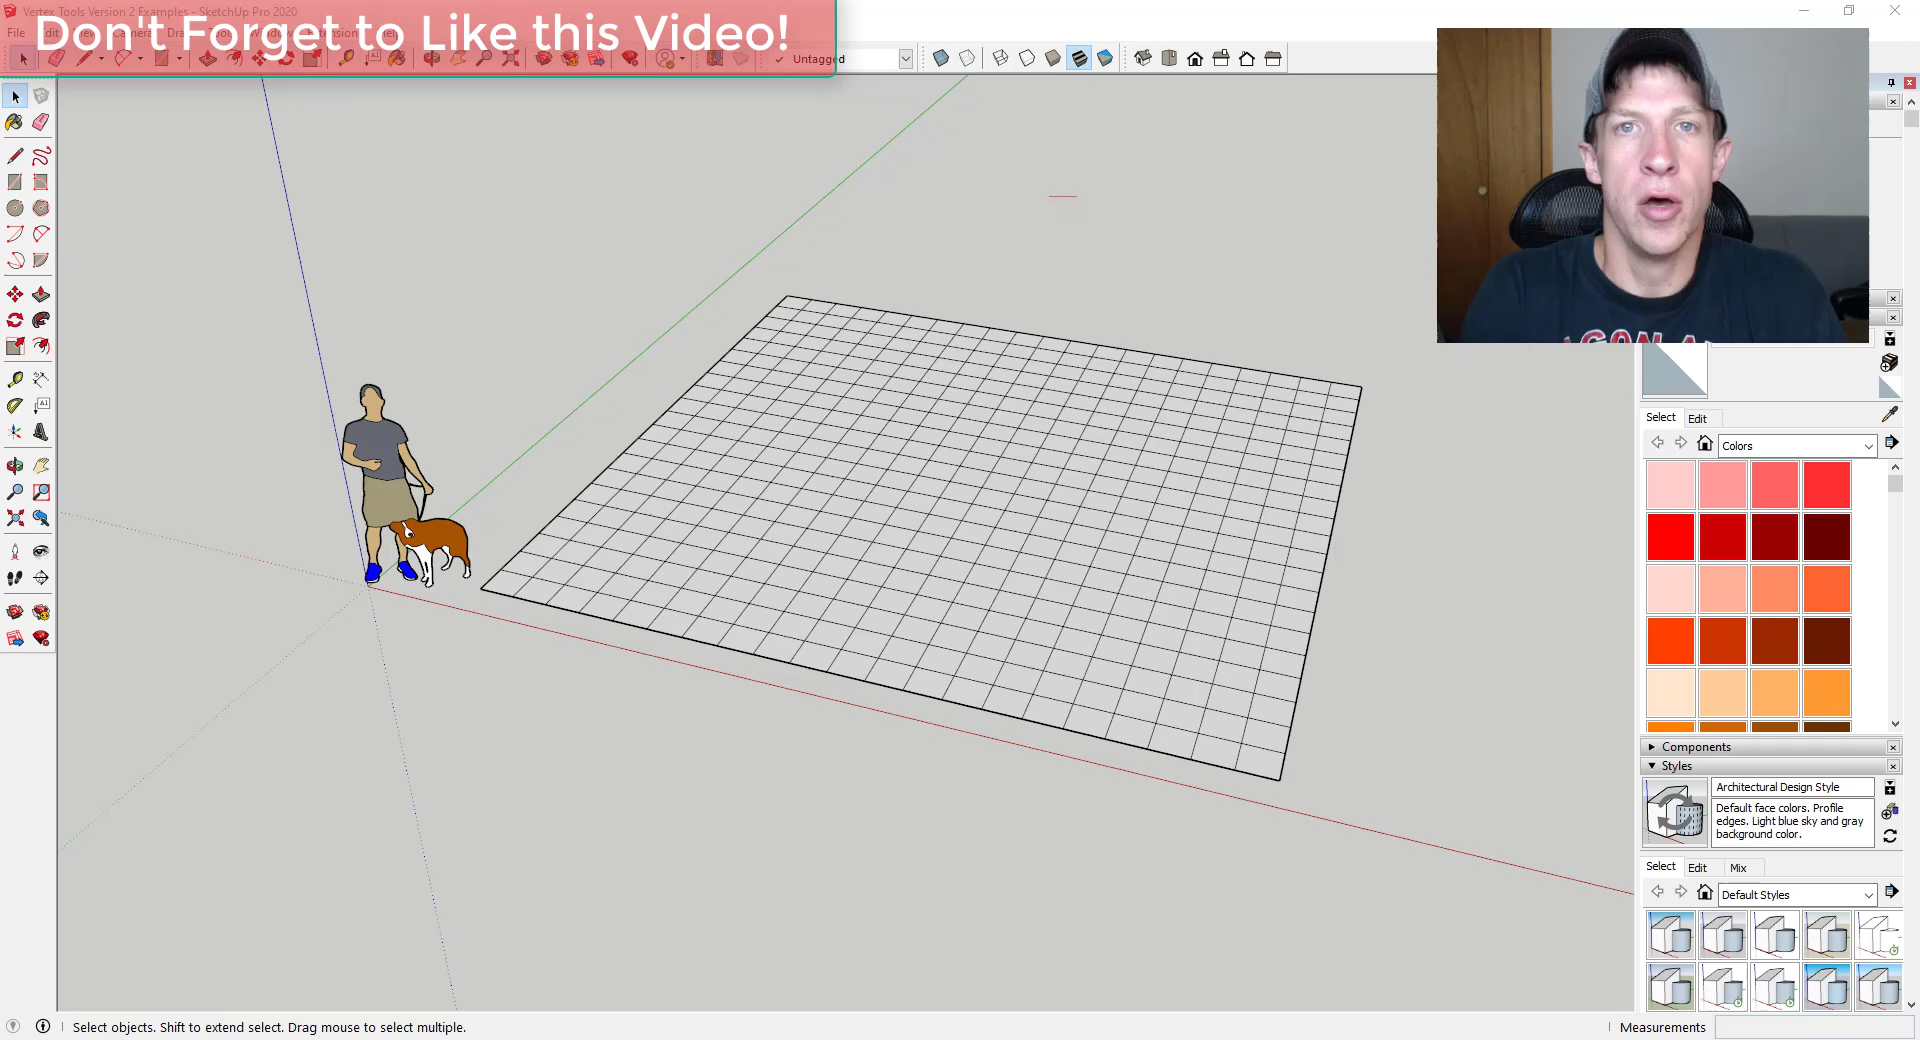 Vertex Tools Version 2 Examples - SketchUp Pro 2020
Don't Forget to Like this Video!
File
Untagged
AGON A
Select Edit
Colors
Components
Styles
Architectural Design Style
Default face colors. Profile
edges. Light blue sky and gray
background color.
Select Edit Mix
Default Styles
Select objects. Shift to extend select. Drag mouse to select multiple.
Measurements